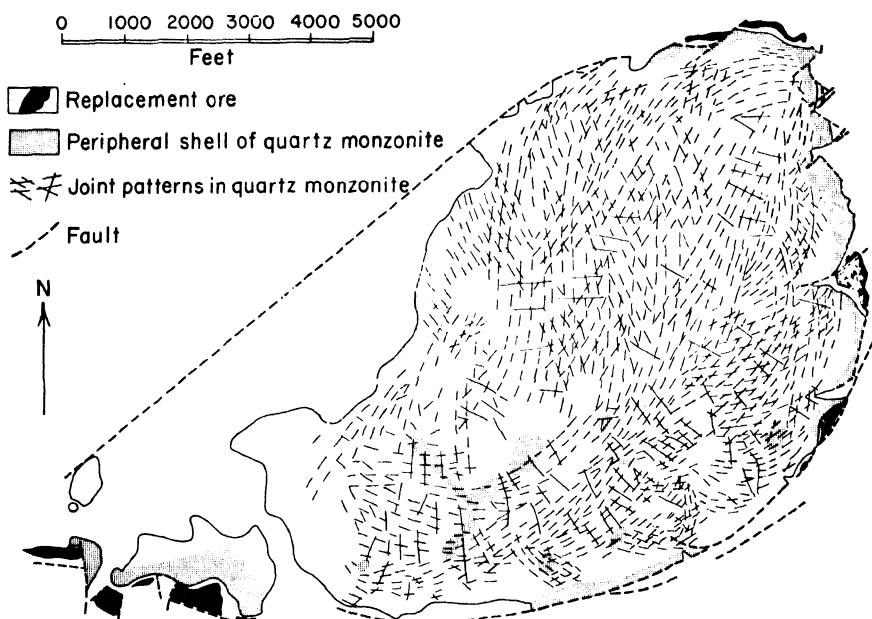 0 1000 2000 3000 4000 5000
Feet
Replacement ore
Peripheral shell of quartz monzonite
Joint patterns in quartz monzonite
Fault
N